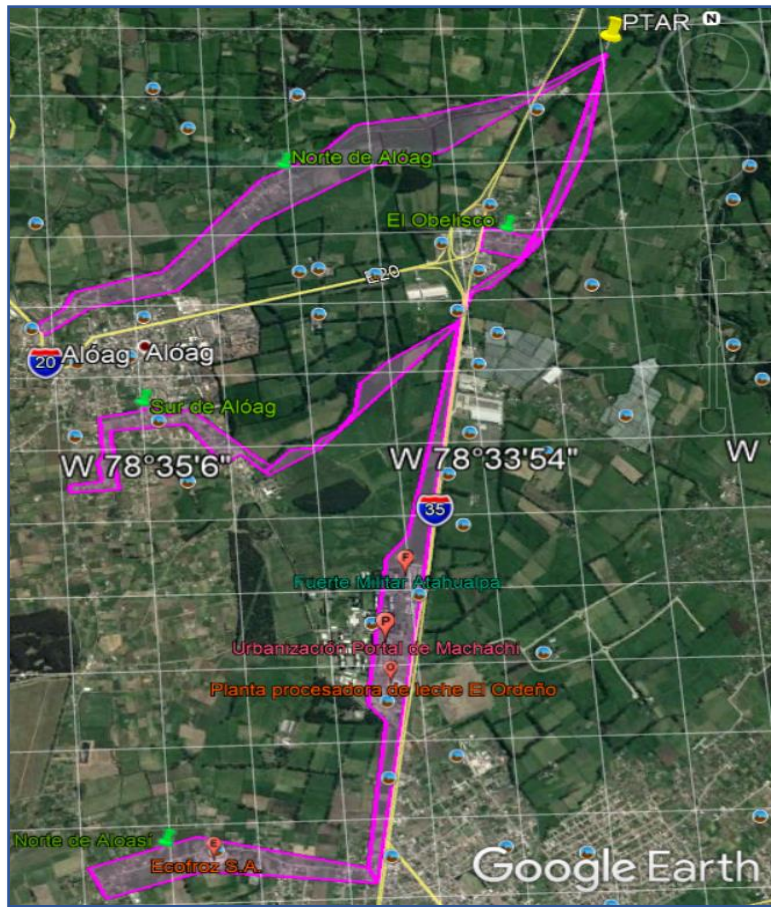 PTAR N
Norte de Alóag
El Obelisco
E20
20 Alóag Alóag
Sur de Alóag
W 78°35'6" W 78°33'54" W
35
F
Fuerte Militar Atahualpa
P
Urbanización Portal de Machachi
O
Planta procesadora de leche El Ordeño
Norte de Aloasí
E
Ecofroz S.A.
Google Earth